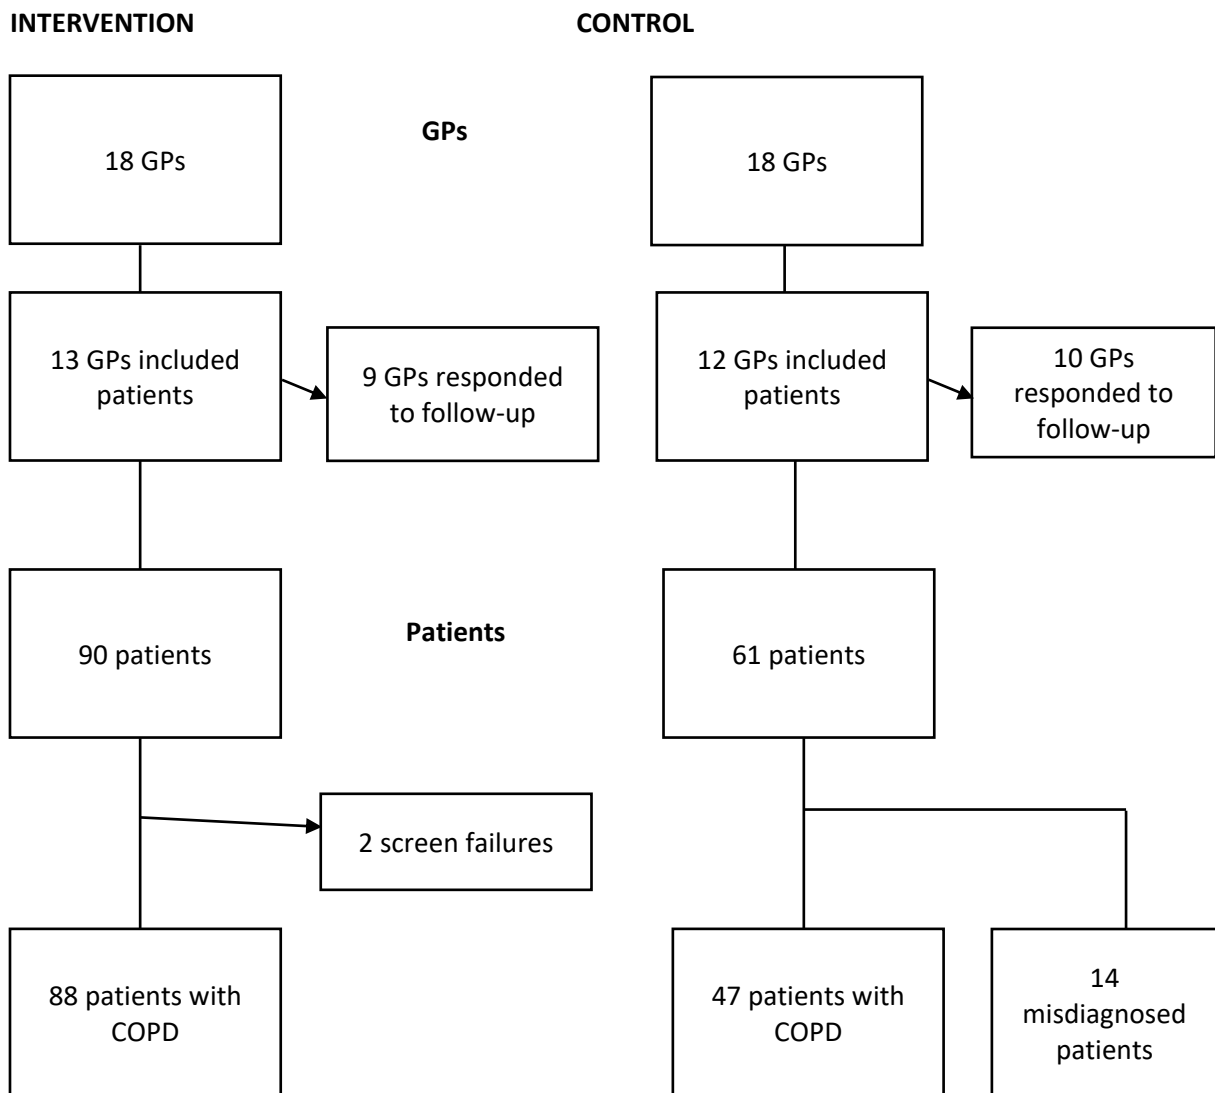 INTERVENTION
CONTROL
GPs
18 GPs
18 GPs
13 GPs included
patients
9 GPs responded
to follow-up
12 GPs included
patients
10 GPs
responded to
follow-up
Patients
90 patients
61 patients
2 screen failures
88 patients with
COPD
47 patients with
COPD
14
misdiagnosed
patients